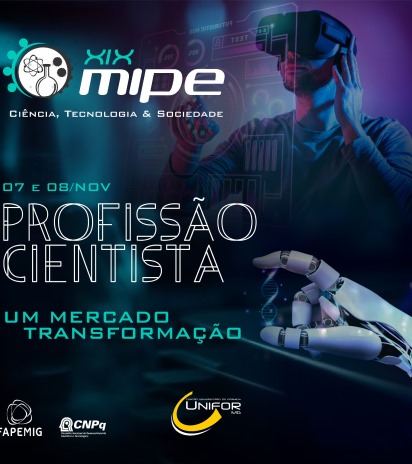 XIX
mipe
Ciência, Tecnologia & Sociedade
07 e 08/NOV
PROFISSÃO
CIENTISTA
UM MERCADO
TRANSFORMAÇÃO
FAPEMIG
CNPq
UNIFOR
MG